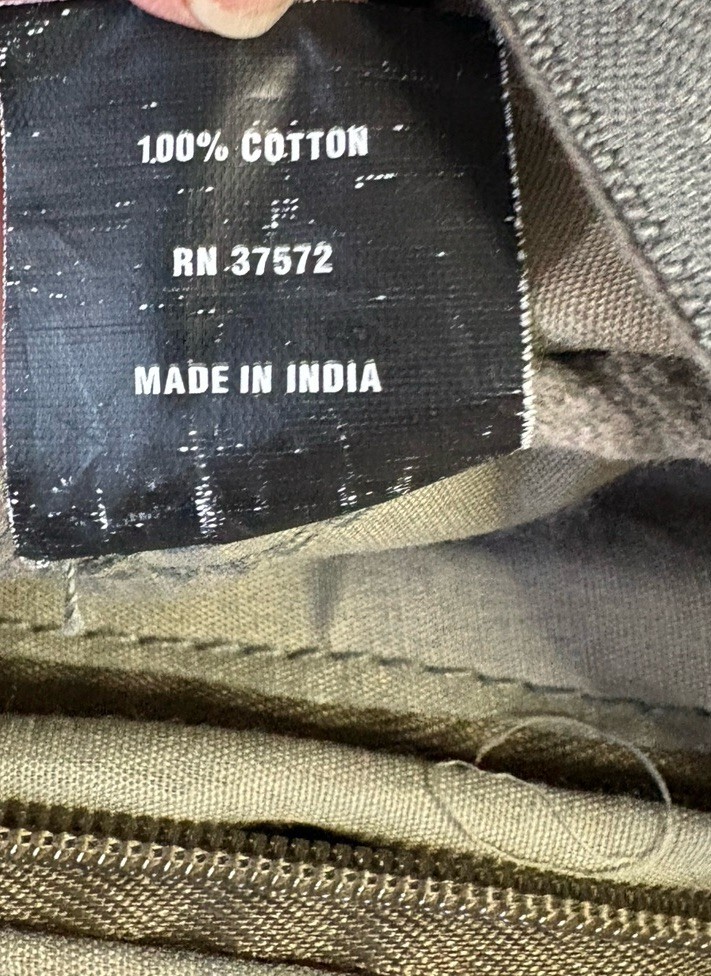 100% COTTON
RN 37572
MADE IN INDIA